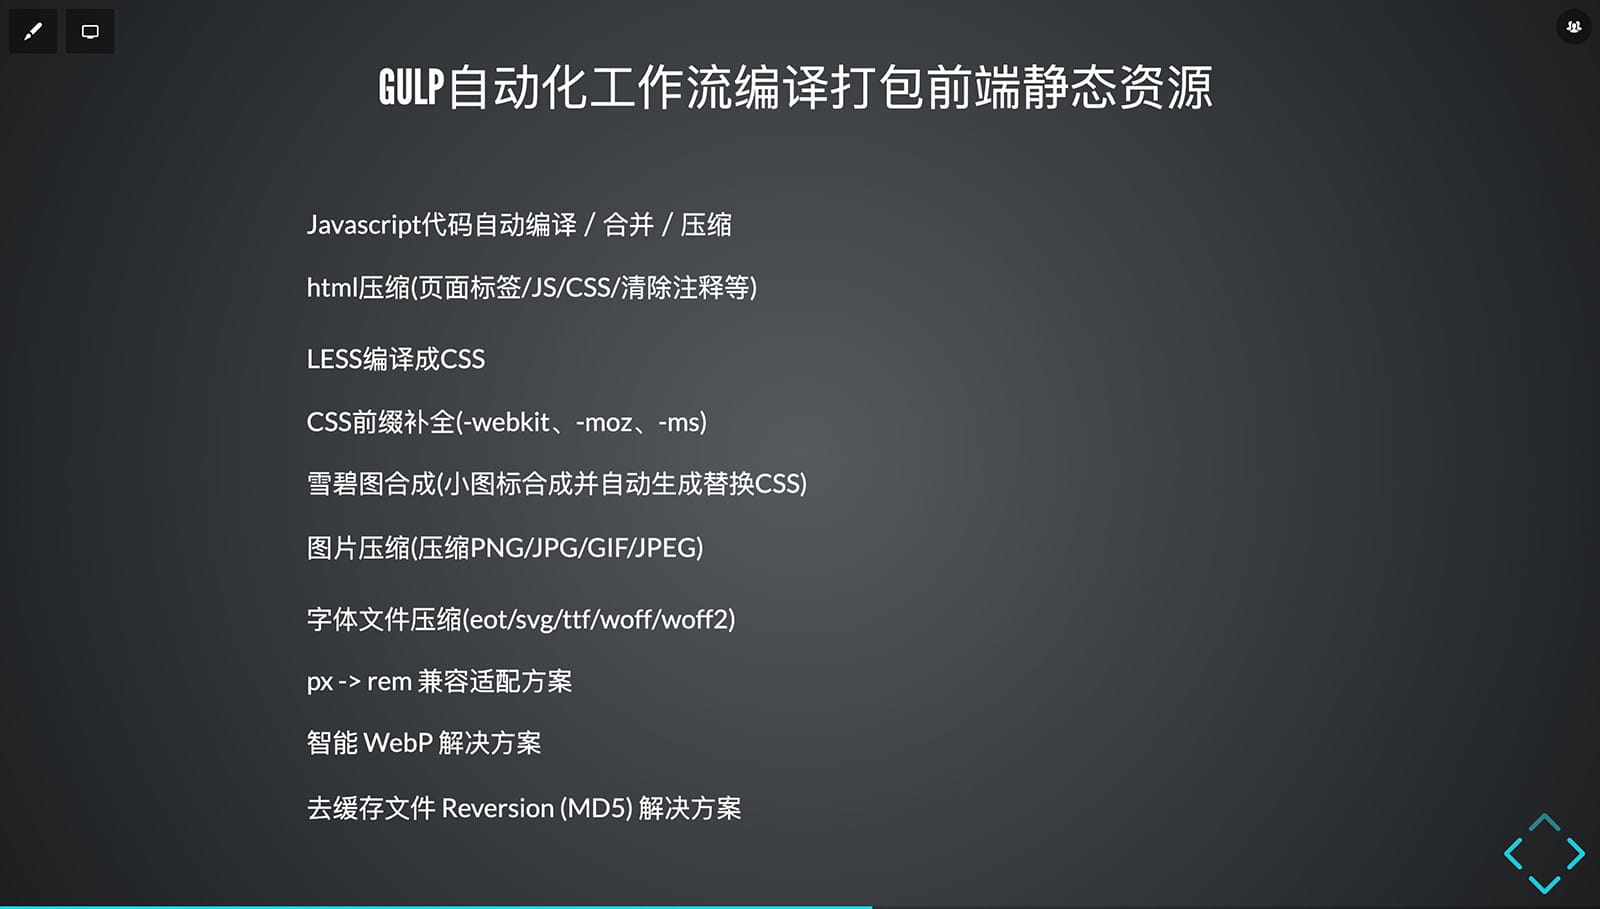 GULP自动化工作流编译打包前端静态资源
Javascript代码自动编译 / 合并 / 压缩
html压缩(页面标签/JS/CSS/清除注释等)
LESS编译成CSS
CSS前缀补全(-webkit、-moz、-ms)
雪碧图合成(小图标合成并自动生成替换CSS)
图片压缩(压缩PNG/JPG/GIF/JPEG)
字体文件压缩(eot/svg/ttf/woff/woff2)
px -> rem 兼容适配方案
智能 WebP 解决方案
去缓存文件 Reversion (MD5) 解决方案